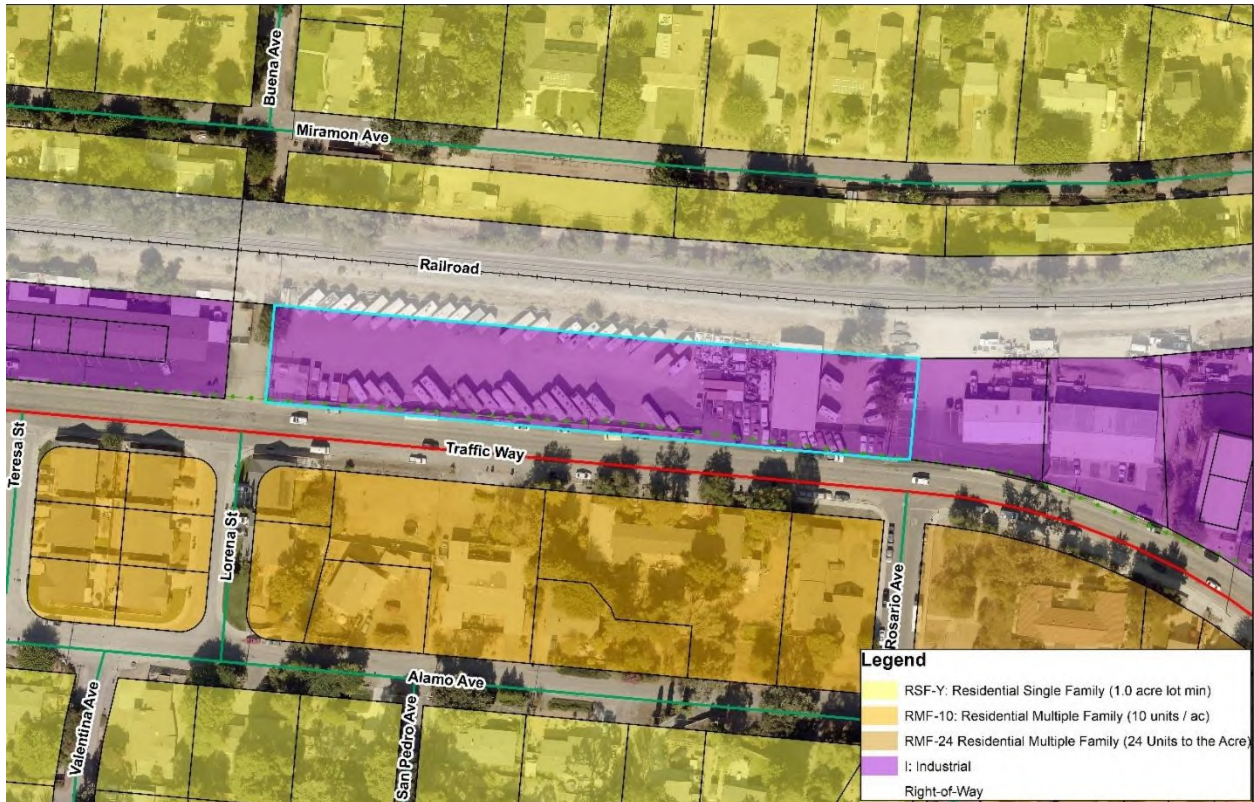 Buena Ave
Miramon Ave
Railroad
Traffic Way
Teresa St
Lorena St
Rosario Ave
Alamo Ave
Valentina Ave
San Pedro Ave
Legend
RSF-Y: Residential Single Family (1.0 acre lot min)
RMF-10: Residential Multiple Family (10 units / ac)
RMF-24 Residential Multiple Family (24 Units to the Acre)
I: Industrial
Right-of-Way